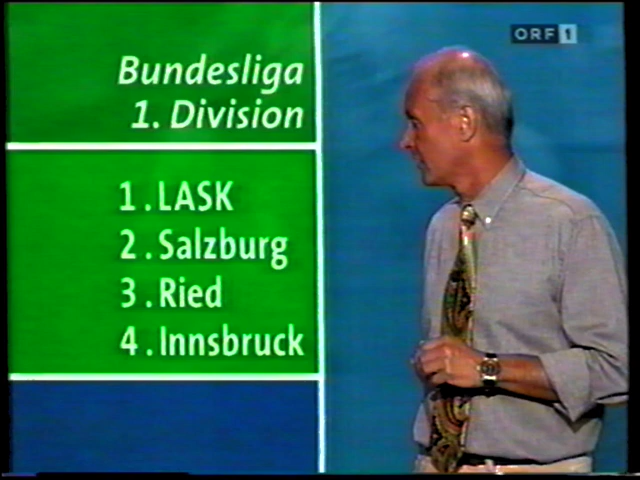 ORF 1
Bundesliga
1. Division
1. LASK
2. Salzburg
3. Ried
4. Innsbruck